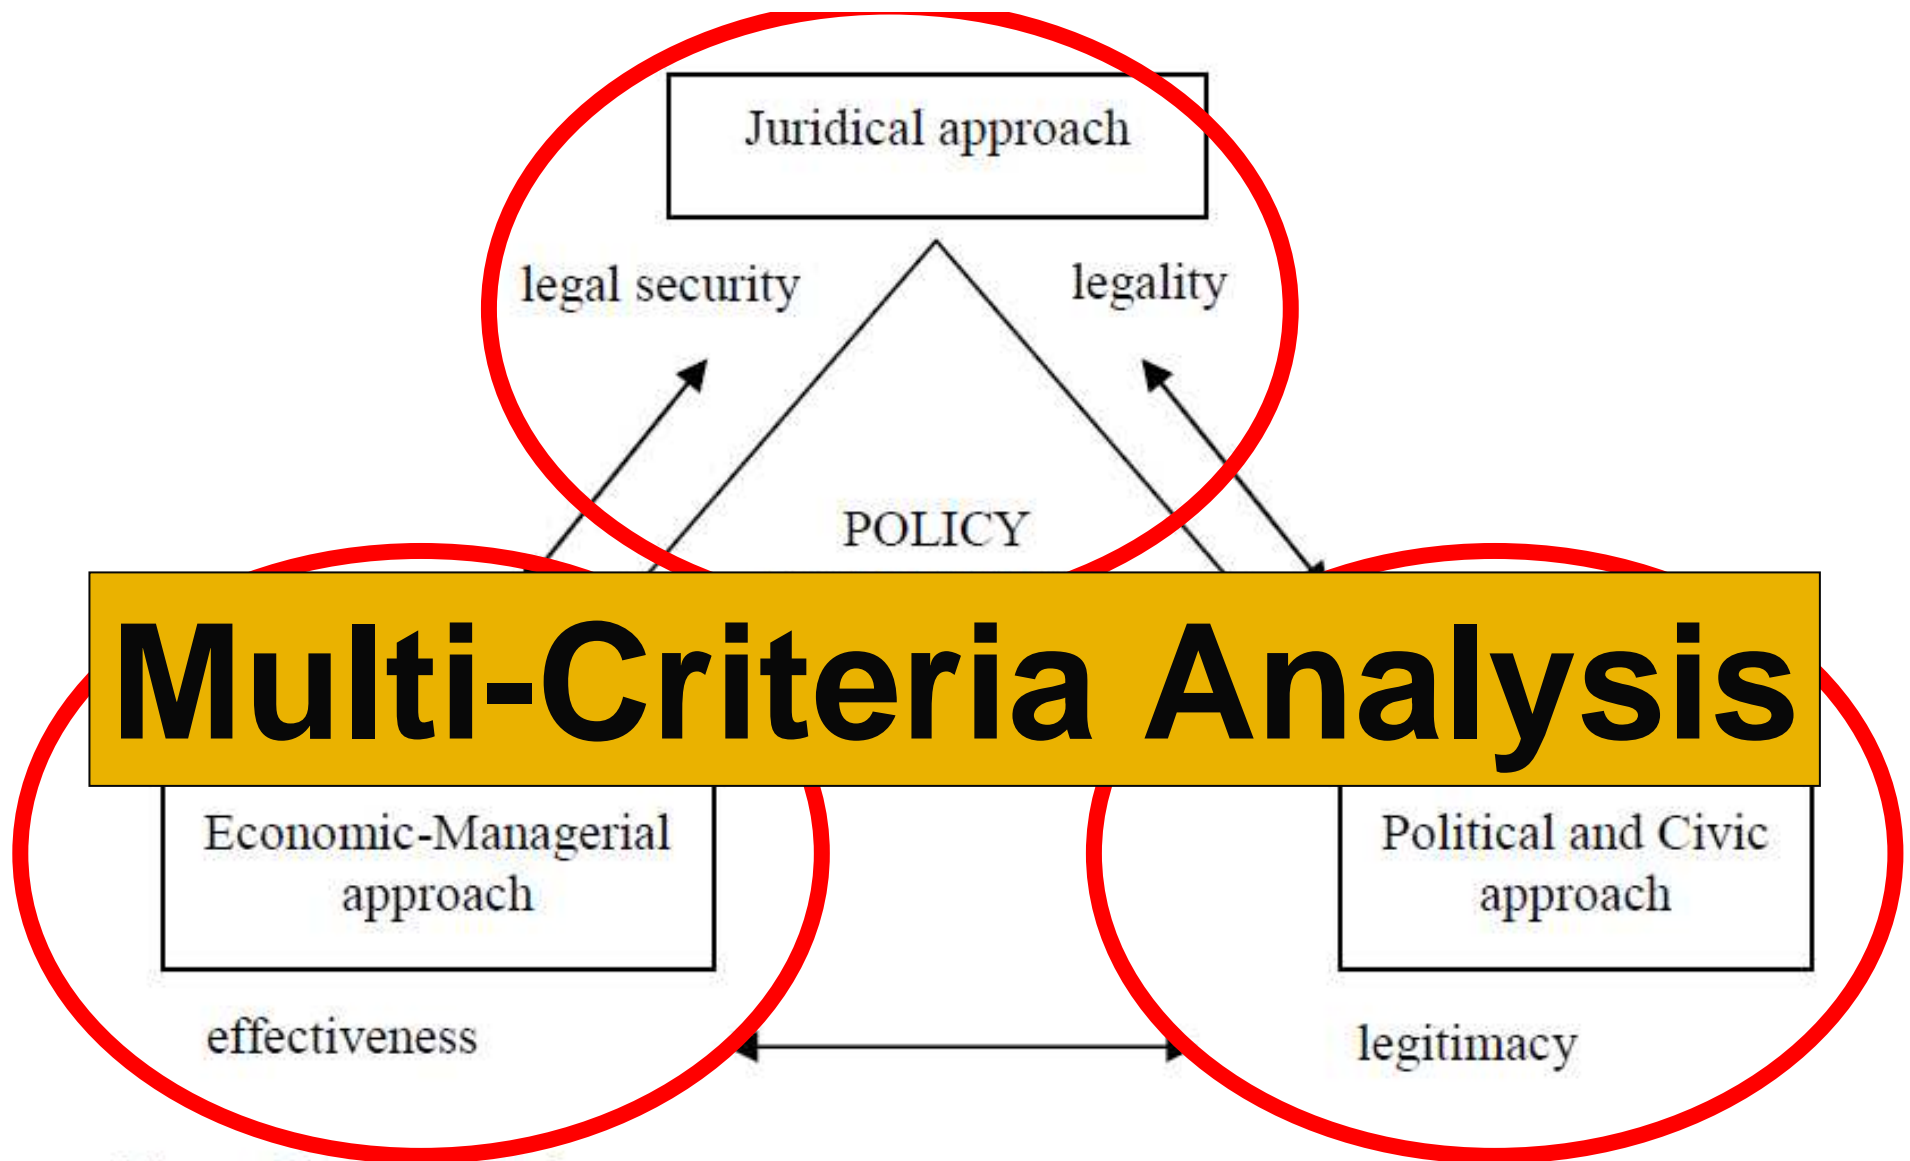 Juridical approach
legal security
legality
POLICY
Multi-Criteria Analysis
Economic-Managerial
approach
Political and Civic
approach
effectiveness
legitimacy